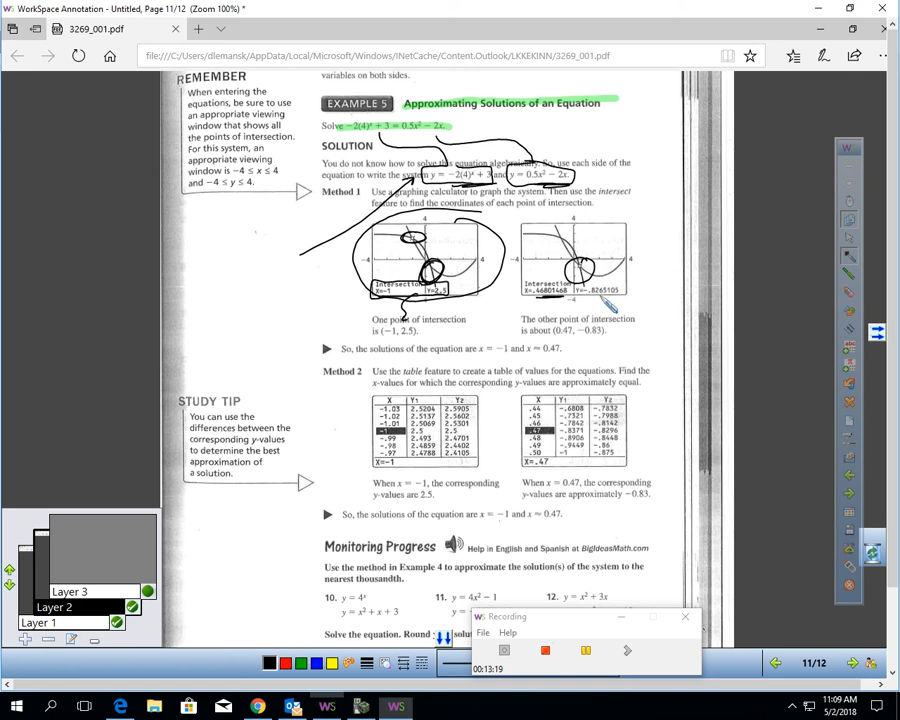 WS WorkSpace Annotation - Untitled, Page 11/12 (Zoom 100%) *
3269_001.pdf
file:///C:/Users/dlemansk/AppData/Local/Microsoft/Windows/INetCache/Content.Outlook/LKKEKINN/3269_001.pdf
REMEMBER
When entering the
equations, be sure to use
an appropriate viewing
window that shows all
the points of intersection.
For this system, an
appropriate viewing
window is −4 ≤ x ≤ 4
and −4 ≤ y ≤ 4.
variables on both sides.
EXAMPLE 5 Approximating Solutions of an Equation
Solve −2(4)ˣ + 3 = 0.5x² − 2x.
SOLUTION
You do not know how to solve this equation algebraically. So, use each side of the
equation to write the system y = −2(4)ˣ + 3 and y = 0.5x² − 2x.
Method 1 Use a graphing calculator to graph the system. Then use the intersect
feature to find the coordinates of each point of intersection.
4 4
−4 4 −4 4
Intersection
X=-1 Y=2.5
Intersection
X=.46801468 Y=-.8265105
−4 −4
One point of intersection
is (−1, 2.5).
The other point of intersection
is about (0.47, −0.83).
So, the solutions of the equation are x = −1 and x ≈ 0.47.
Method 2 Use the table feature to create a table of values for the equations. Find the
x-values for which the corresponding y-values are approximately equal.
STUDY TIP
You can use the
differences between the
corresponding y-values
to determine the best
approximation of
a solution.
X Y1 Y2
-1.03 2.5204 2.5905
-1.02 2.5137 2.5602
-1.01 2.5069 2.5301
-1 2.5 2.5
-.99 2.493 2.4701
-.98 2.4859 2.4402
-.97 2.4788 2.4105
X=-1
X Y1 Y2
.44 -.6808 -.7832
.45 -.7321 -.7988
.46 -.7842 -.8142
.47 -.8371 -.8296
.48 -.8906 -.8448
.49 -.9449 -.86
.50 -1 -.875
X=.47
When x = −1, the corresponding
y-values are 2.5.
When x = 0.47, the corresponding
y-values are approximately −0.83.
So, the solutions of the equation are x = −1 and x ≈ 0.47.
Monitoring Progress Help in English and Spanish at BigIdeasMath.com
Use the method in Example 4 to approximate the solution(s) of the system to the
nearest thousandth.
10. y = 4ˣ 11. y = 4x² − 1 12. y = x² + 3x
y = x² + x + 3 y =
Solve the equation. Round solut
Layer 3
Layer 2
Layer 1
WS Recording
File Help
00:13:19
11/12
11:09 AM
5/2/2018